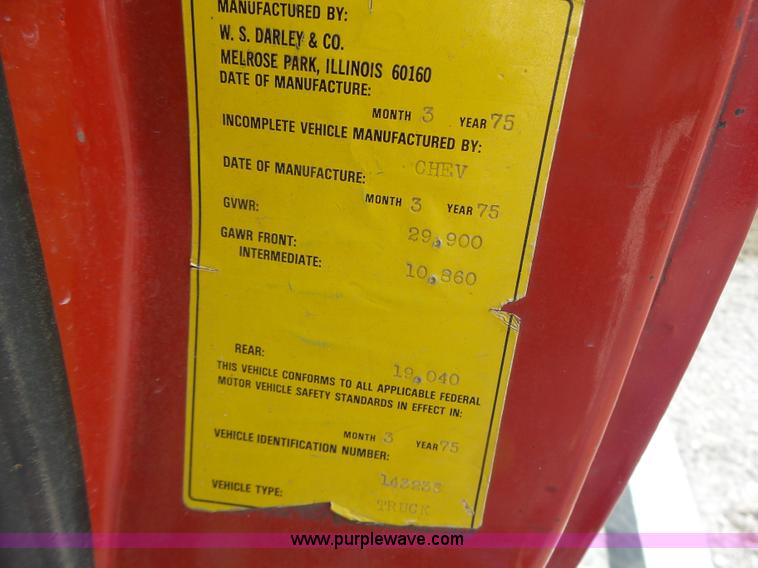 MANUFACTURED BY:
W. S. DARLEY & CO.
MELROSE PARK, ILLINOIS 60160
DATE OF MANUFACTURE:
MONTH 3 YEAR 75
INCOMPLETE VEHICLE MANUFACTURED BY:
CHEV
DATE OF MANUFACTURE:
MONTH 3 YEAR 75
GVWR:
29,900
GAWR FRONT:
10,860
INTERMEDIATE:
REAR:
19,040
THIS VEHICLE CONFORMS TO ALL APPLICABLE FEDERAL
MOTOR VEHICLE SAFETY STANDARDS IN EFFECT IN:
MONTH 3 YEAR 75
VEHICLE IDENTIFICATION NUMBER:
143233
VEHICLE TYPE:
TRUCK
www.purplewave.com